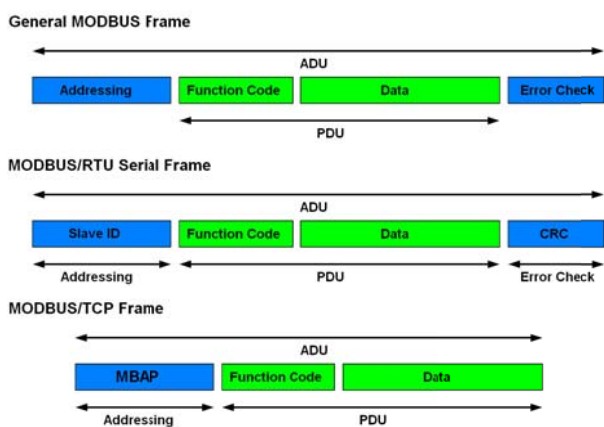 General MODBUS Frame
ADU
Addressing Function Code Data Error Check
PDU
MODBUS/RTU Serial Frame
ADU
Slave ID Function Code Data CRC
Addressing PDU Error Check
MODBUS/TCP Frame
ADU
MBAP Function Code Data
Addressing PDU